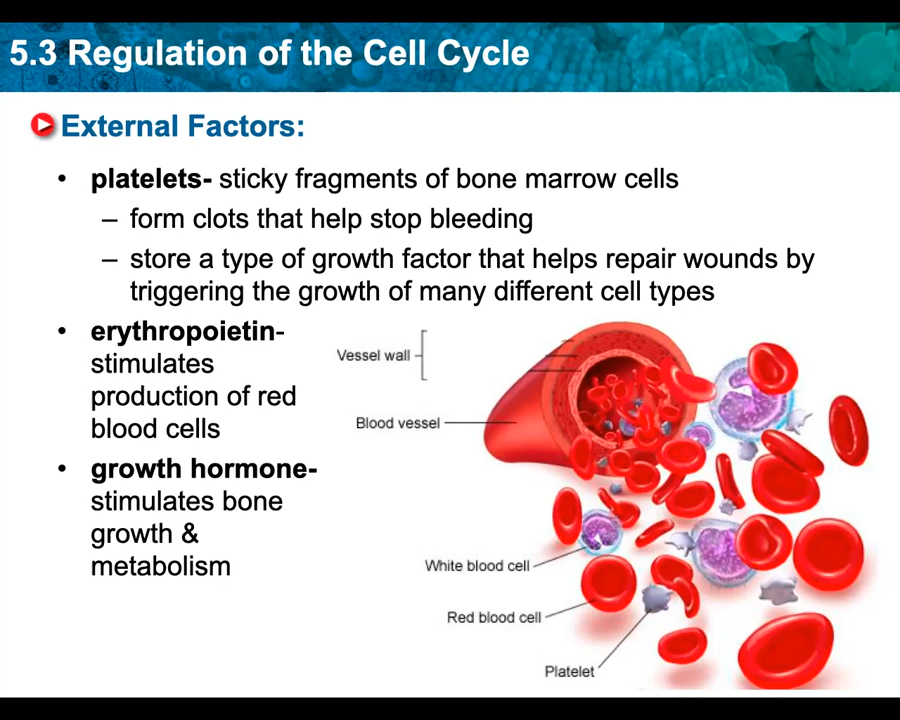 5.3 Regulation of the Cell Cycle
External Factors:
• platelets- sticky fragments of bone marrow cells
– form clots that help stop bleeding
– store a type of growth factor that helps repair wounds by
triggering the growth of many different cell types
• erythropoietin-
stimulates
production of red
blood cells
• growth hormone-
stimulates bone
growth &
metabolism
Vessel wall
Blood vessel
White blood cell
Red blood cell
Platelet